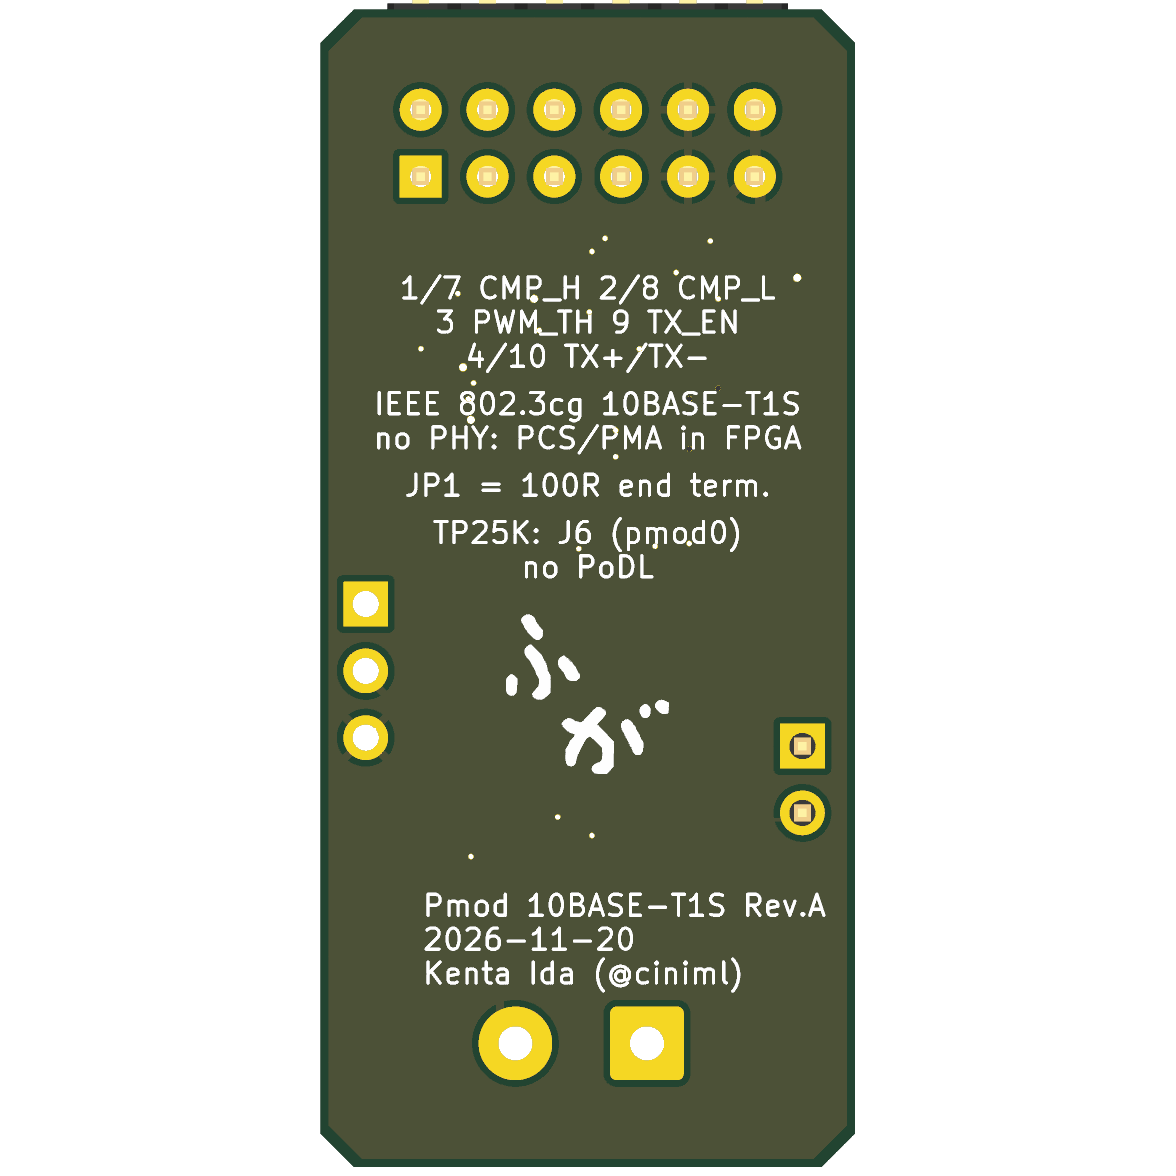 1/7 CMP_H 2/8 CMP_L
3 PWM_TH 9 TX_EN
4/10 TX+/TX-
IEEE 802.3cg 10BASE-T1S
no PHY: PCS/PMA in FPGA
JP1 = 100R end term.
TP25K: J6 (pmod0)
no PoDL
ふが
Pmod 10BASE-T1S Rev.A
2026-11-20
Kenta Ida (@ciniml)